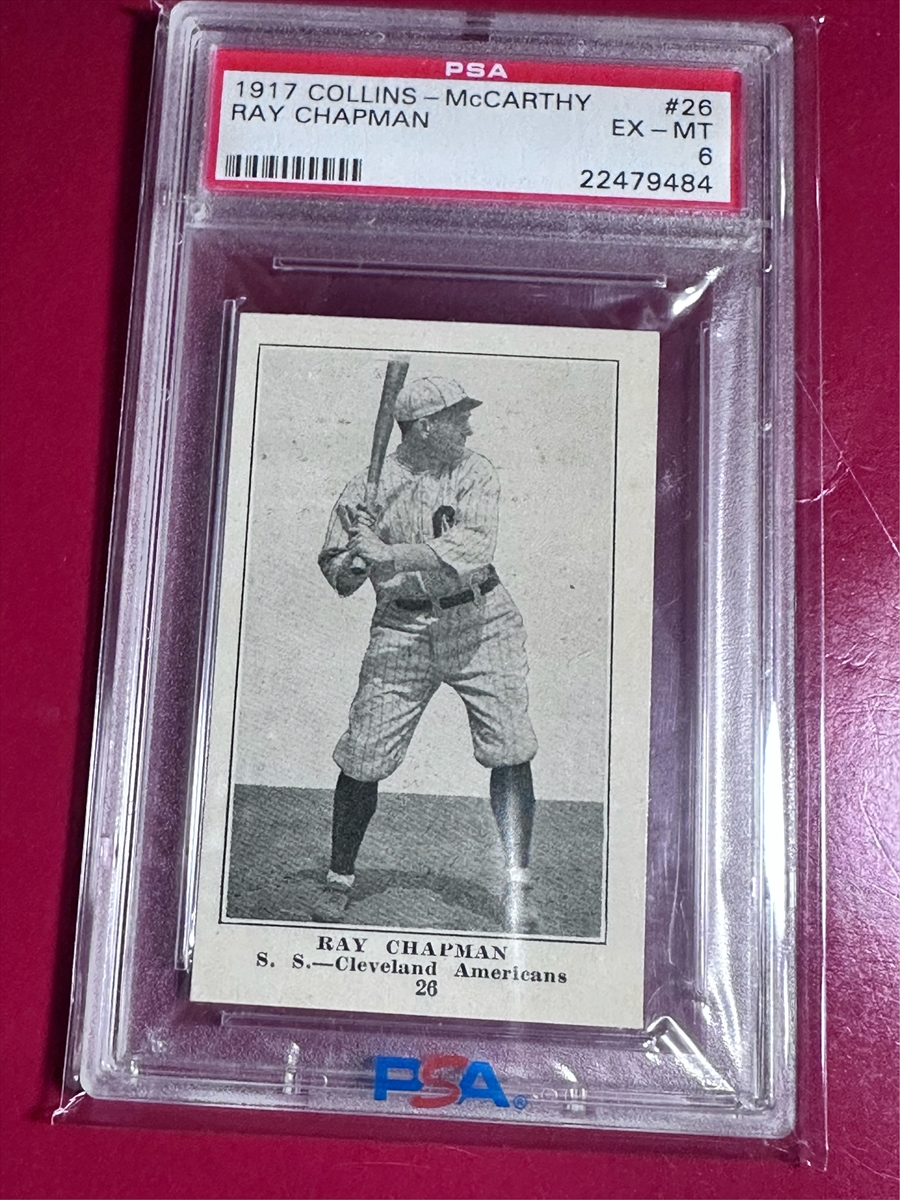 PSA
1917 COLLINS – McCARTHY #26
RAY CHAPMAN EX – MT
6
22479484
C
RAY CHAPMAN
S. S.—Cleveland Americans
26
PSA®